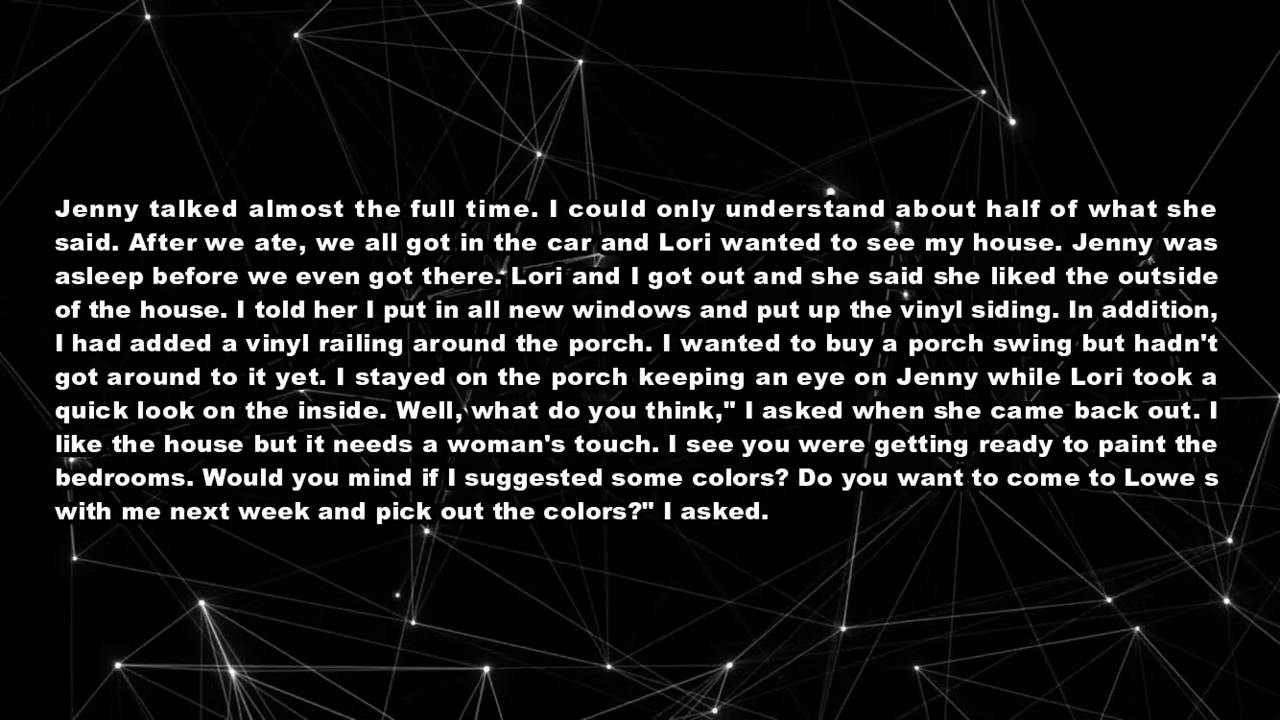 Jenny talked almost the full time. I could only understand about half of what she
said. After we ate, we all got in the car and Lori wanted to see my house. Jenny was
asleep before we even got there. Lori and I got out and she said she liked the outside
of the house. I told her I put in all new windows and put up the vinyl siding. In addition,
I had added a vinyl railing around the porch. I wanted to buy a porch swing but hadn't
got around to it yet. I stayed on the porch keeping an eye on Jenny while Lori took a
quick look on the inside. Well, what do you think," I asked when she came back out. I
like the house but it needs a woman's touch. I see you were getting ready to paint the
bedrooms. Would you mind if I suggested some colors? Do you want to come to Lowe s
with me next week and pick out the colors?" I asked.